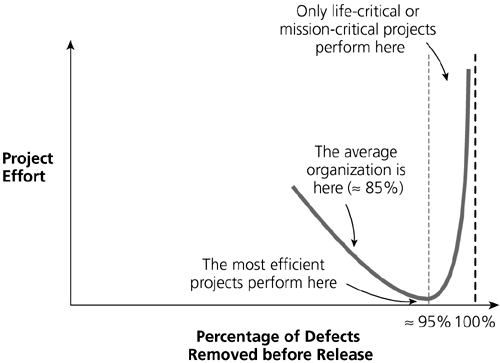 Only life-critical or
mission-critical projects
perform here
Project
Effort
The average
organization is
here (≈ 85%)
The most efficient
projects perform here
≈ 95% 100%
Percentage of Defects
Removed before Release